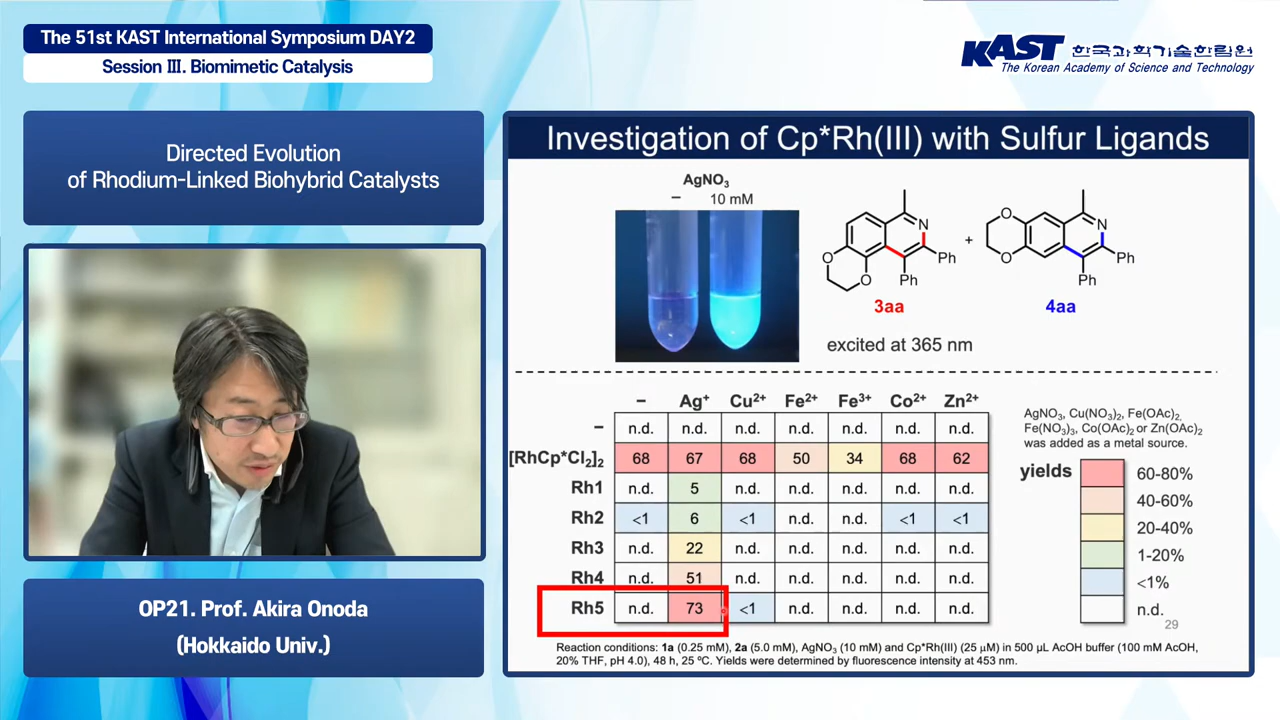 The 51st KAST International Symposium DAY2
Session Ⅲ. Biomimetic Catalysis
KAST 한국과학기술한림원
The Korean Academy of Science and Technology
Directed Evolution
of Rhodium-Linked Biohybrid Catalysts
OP21. Prof. Akira Onoda
(Hokkaido Univ.)
Investigation of Cp*Rh(III) with Sulfur Ligands
AgNO₃
− 10 mM
N
O
O
Ph
Ph
3aa
+
O
O
N
Ph
Ph
4aa
excited at 365 nm
− Ag⁺ Cu²⁺ Fe²⁺ Fe³⁺ Co²⁺ Zn²⁺
− n.d. n.d. n.d. n.d. n.d. n.d. n.d.
[RhCp*Cl₂]₂ 68 67 68 50 34 68 62
Rh1 n.d. 5 n.d. n.d. n.d. n.d. n.d.
Rh2 <1 6 <1 n.d. n.d. <1 <1
Rh3 n.d. 22 n.d. n.d. n.d. n.d. n.d.
Rh4 n.d. 51 n.d. n.d. n.d. n.d. n.d.
Rh5 n.d. 73 <1 n.d. n.d. n.d. n.d.
AgNO₃, Cu(NO₃)₂, Fe(OAc)₂,
Fe(NO₃)₃, Co(OAc)₂ or Zn(OAc)₂
was added as a metal source.
yields
60-80%
40-60%
20-40%
1-20%
<1%
n.d.
29
Reaction conditions: 1a (0.25 mM), 2a (5.0 mM), AgNO₃ (10 mM) and Cp*Rh(III) (25 μM) in 500 μL AcOH buffer (100 mM AcOH,
20% THF, pH 4.0), 48 h, 25 ºC. Yields were determined by fluorescence intensity at 453 nm.